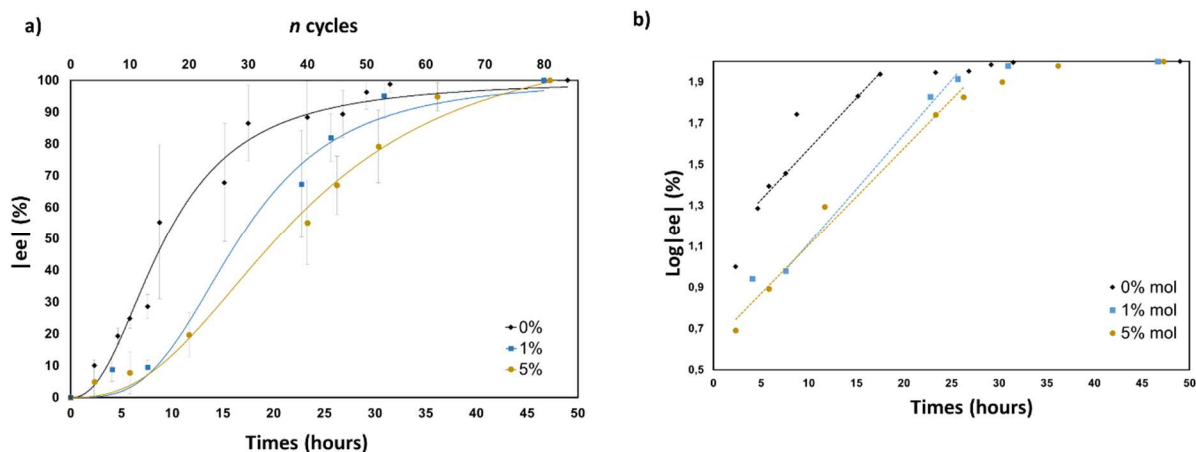 a)
n cycles
0 10 20 30 40 50 60 70 80 90
100
90
80
70
60
50
40
30
20
10
0
|ee| (%)
0%
1%
5%
0 5 10 15 20 25 30 35 40 45 50
Times (hours)
b)
1,9
1,7
1,5
1,3
1,1
0,9
0,7
0,5
Log|ee| (%)
0% mol
1% mol
5% mol
0 5 10 15 20 25 30 35 40 45 50
Times (hours)